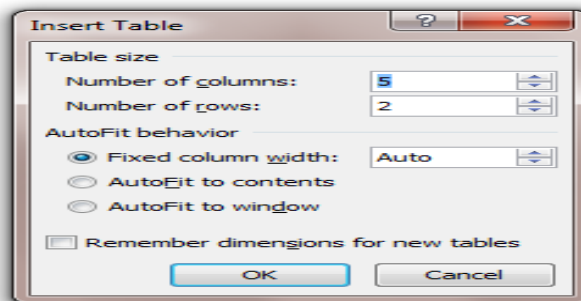 Insert Table
Table size
Number of columns: 5
Number of rows: 2
AutoFit behavior
Fixed column width: Auto
AutoFit to contents
AutoFit to window
Remember dimensions for new tables
OK Cancel